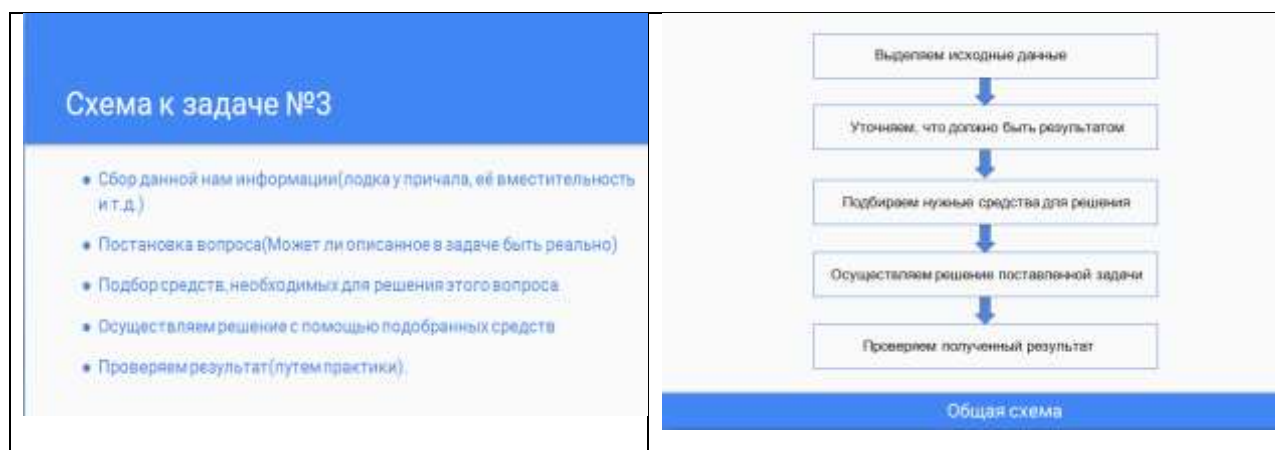 Схема к задаче №3
● Сбор данной нам информации(лодка у причала, её вместительность
и т.д.)
● Постановка вопроса(Может ли описанное в задаче быть реально)
● Подбор средств, необходимых для решения этого вопроса.
● Осуществляем решение с помощью подобранных средств
● Проверяем результат(путем практики).
Выделяем исходные данные
Уточняем, что должно быть результатом
Подбираем нужные средства для решения
Осуществляем решение поставленной задачи
Проверяем полученный результат
Общая схема